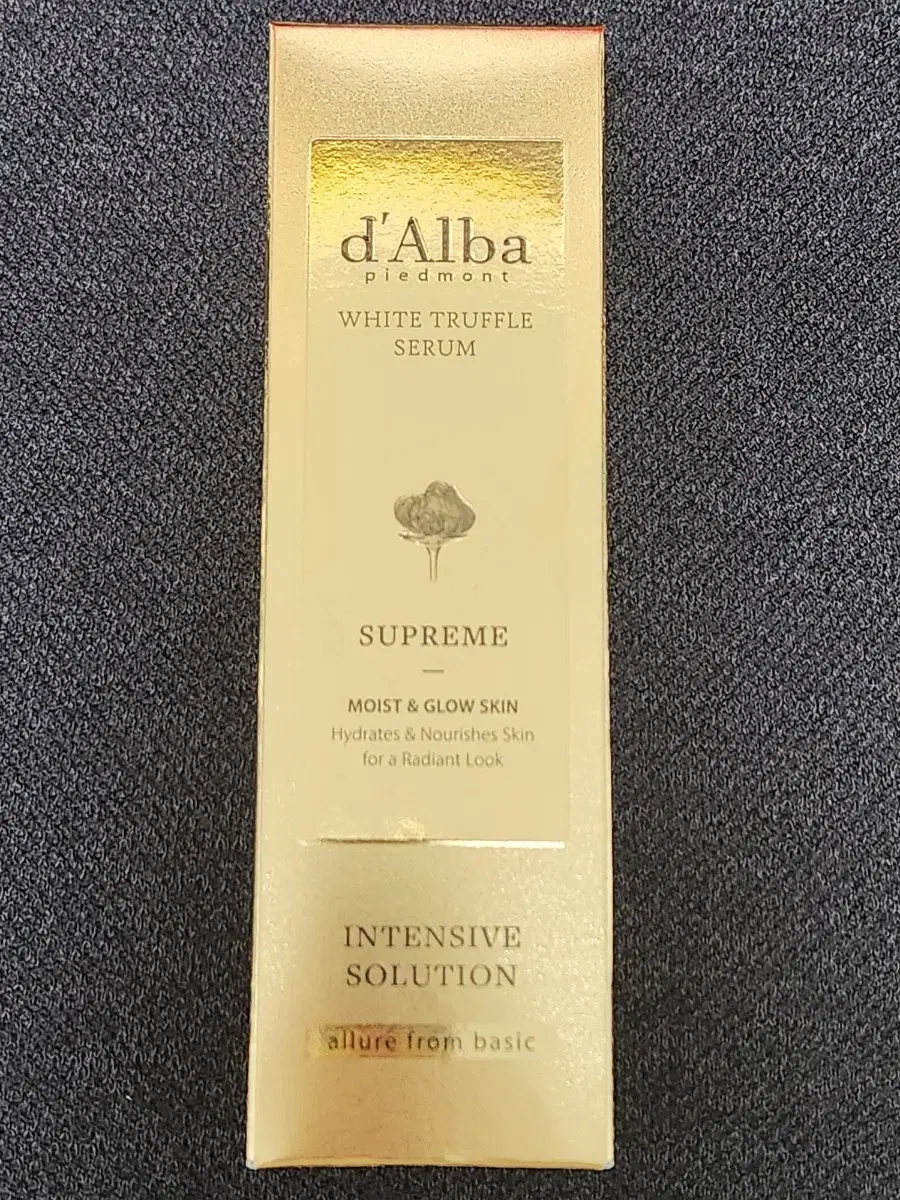 d'Alba
piedmont
WHITE TRUFFLE
SERUM
SUPREME
MOIST & GLOW SKIN
Hydrates & Nourishes Skin
for a Radiant Look
INTENSIVE
SOLUTION
allure from basic